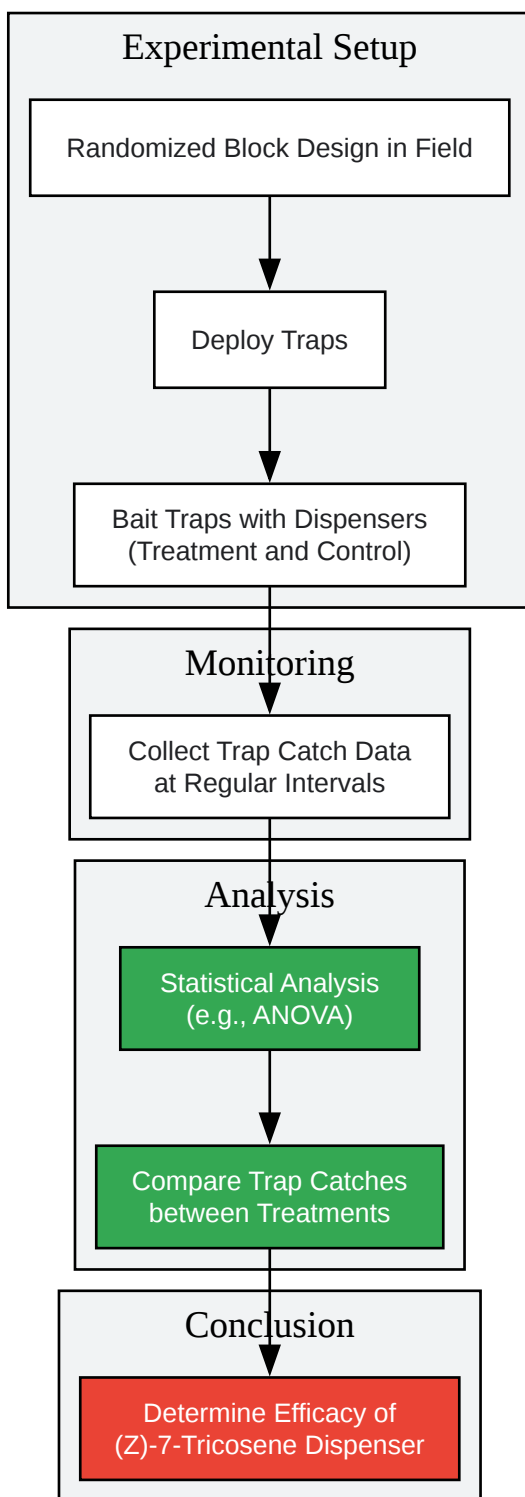 Experimental Setup
Randomized Block Design in Field
Deploy Traps
Bait Traps with Dispensers
(Treatment and Control)
Monitoring
Collect Trap Catch Data
at Regular Intervals
Analysis
Statistical Analysis
(e.g., ANOVA)
Compare Trap Catches
between Treatments
Conclusion
Determine Efficacy of
(Z)-7-Tricosene Dispenser